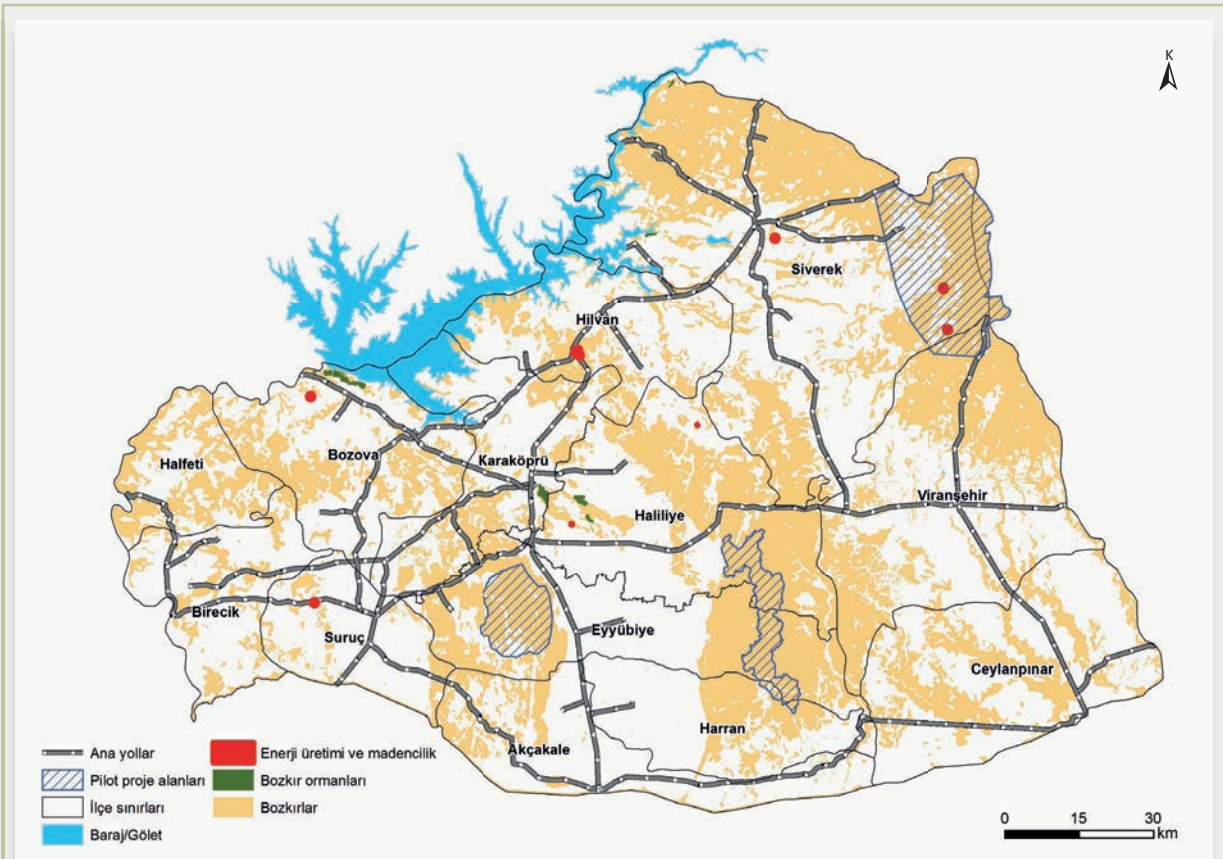 K
Siverek
Hilvan
Halfeti
Bozova
Karaköprü
Haliliye
Viranşehir
Birecik
Suruç
Eyyübiye
Ceylanpınar
Harran
Akçakale
Ana yollar
Pilot proje alanları
İlçe sınırları
Baraj/Gölet
Enerji üretimi ve madencilik
Bozkır ormanları
Bozkırlar
0 15 30
km